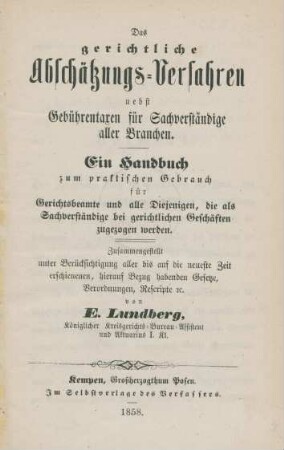 Das
gerichtliche
Abschätzungs-Verfahren
nebst
Gebührentaxen für Sachverständige
aller Branchen.
Ein Handbuch
zum praktischen Gebrauch
für
Gerichtsbeamte und alle Diejenigen, die als
Sachverständige bei gerichtlichen Geschäften
zugezogen werden.
Zusammengestellt
unter Berücksichtigung aller bis auf die neueste Zeit
erschienenen, hierauf Bezug habenden Gesetze,
Verordnungen, Rescripte ꝛc.
von
E. Lundberg,
Königlicher Kreisgerichts-Bureau-Assistent
und Aktuarius I. Kl.
Kempen, Großherzogthum Posen.
Im Selbstverlage des Verfassers.
1858.